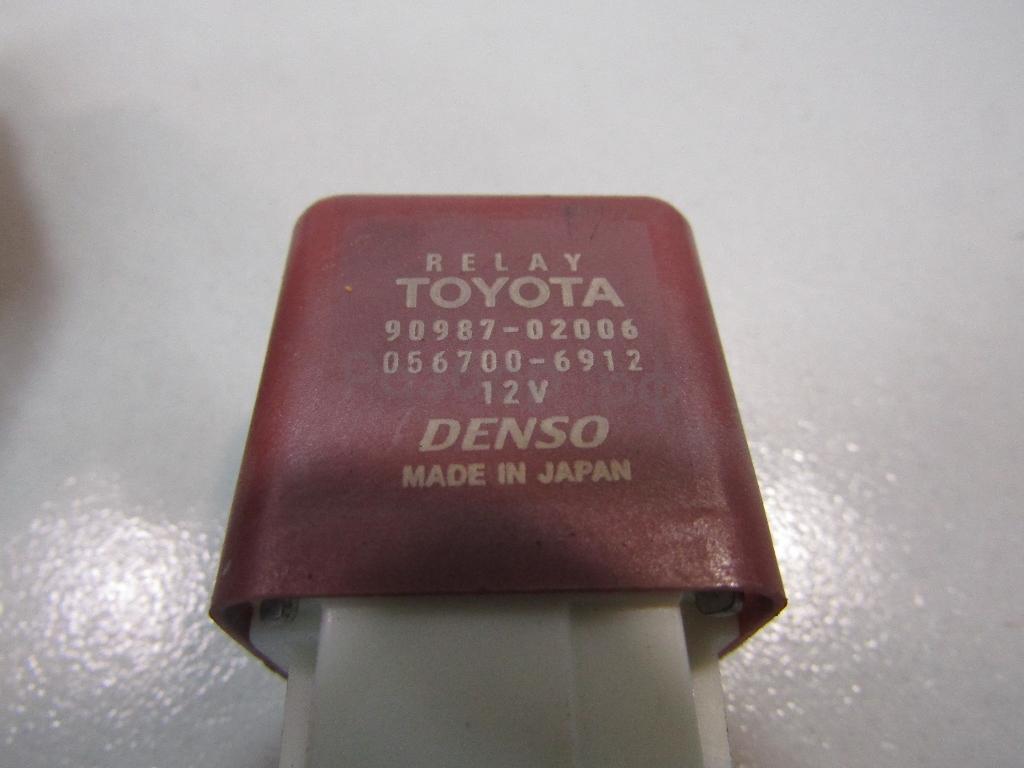 RELAY
TOYOTA
90987-02006
056700-6912
12V
DENSO
MADE IN JAPAN